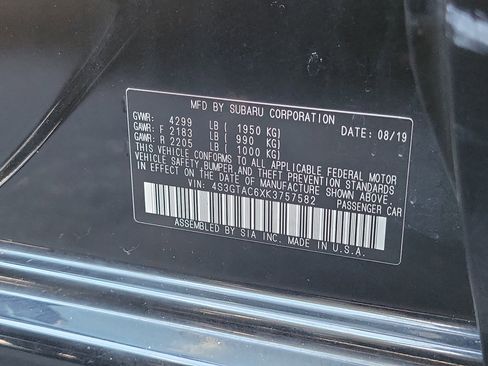 MFD BY SUBARU CORPORATION
GVWR: 4299 LB ( 1950 KG) DATE: 08/19
GAWR: F 2183 LB ( 990 KG)
GAWR: R 2205 LB ( 1000 KG)
THIS VEHICLE CONFORMS TO ALL APPLICABLE FEDERAL MOTOR
VEHICLE SAFETY,BUMPER,AND THEFT PREVENTION STANDARDS
IN EFFECT ON THE DATE OF MANUFACTURE SHOWN ABOVE.
VIN: 4S3GTAC6XK3757582 PASSENGER CAR
ASSEMBLED BY SIA INC. MADE IN U.S.A.